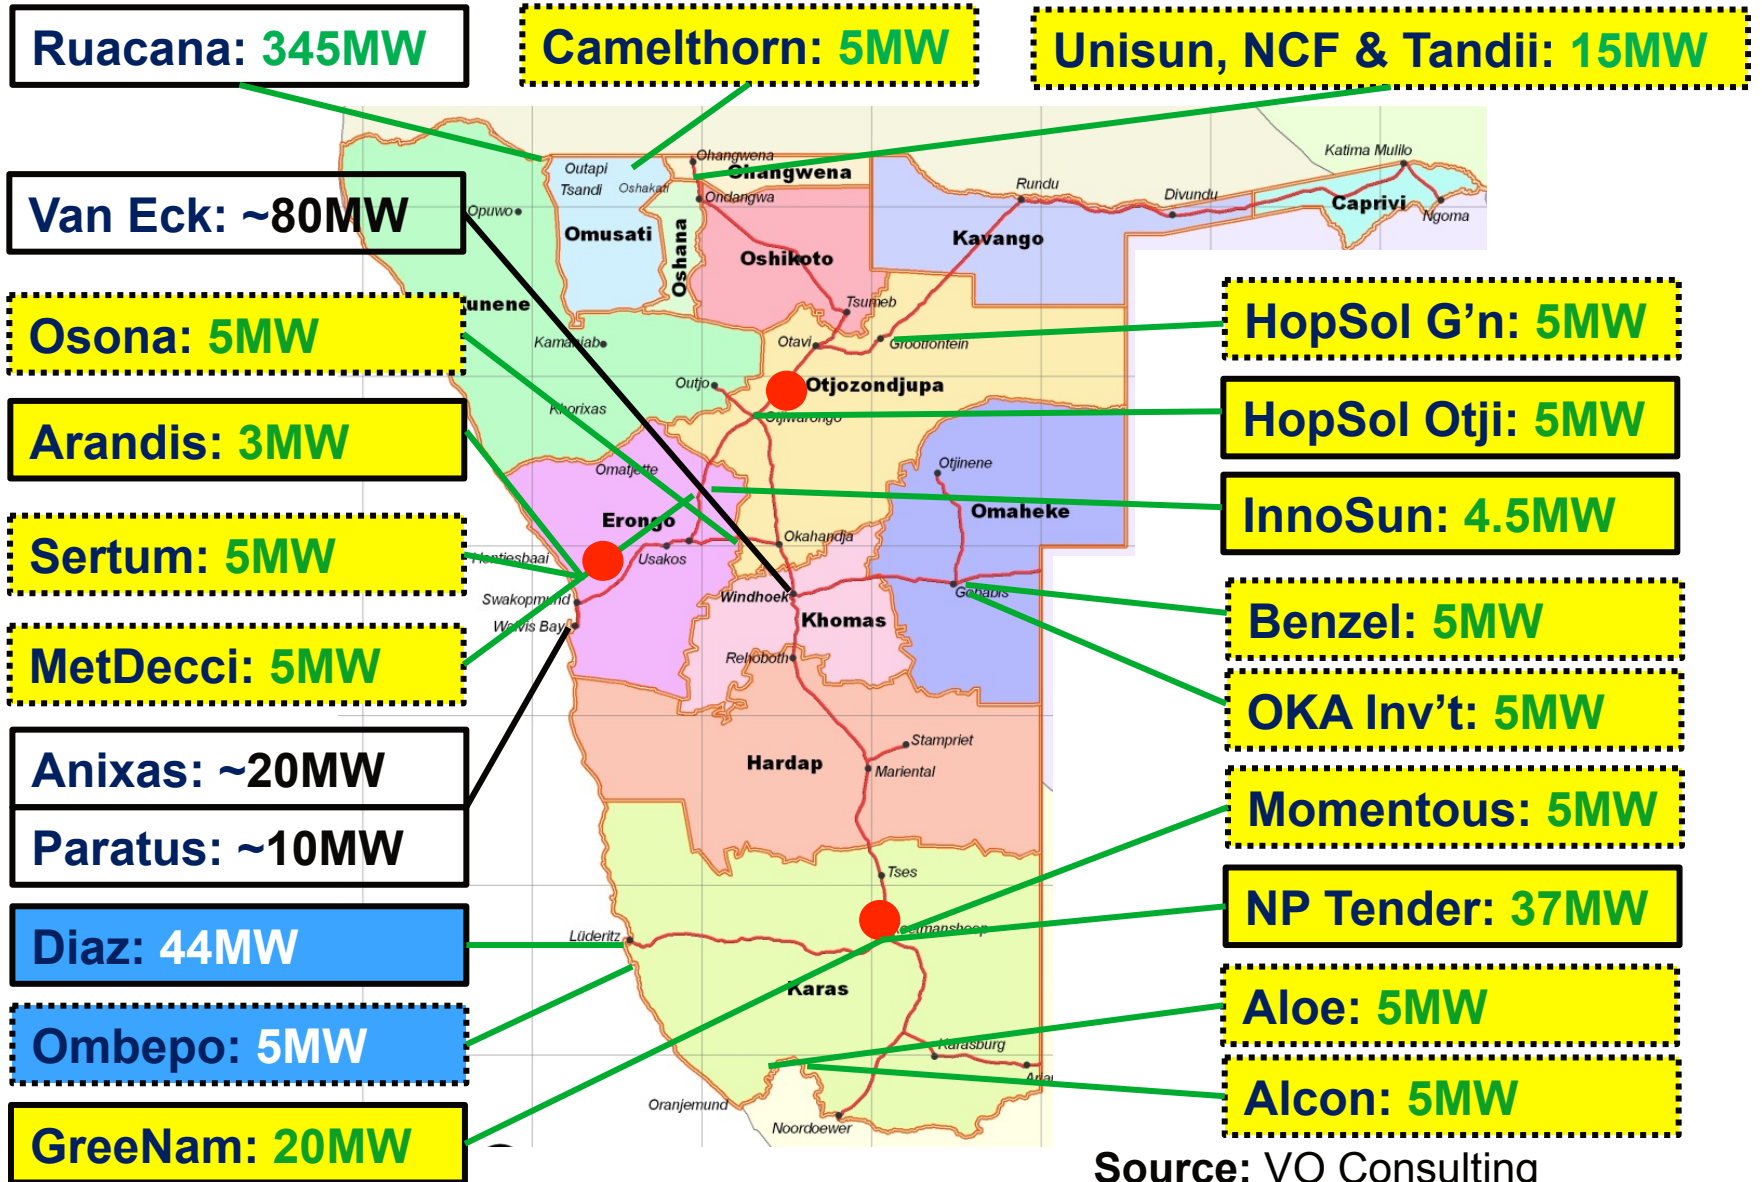 Ruacana: 345MW
Camelthorn: 5MW
Unisun, NCF & Tandii: 15MW
Van Eck: ~80MW
Osona: 5MW
Arandis: 3MW
Sertum: 5MW
MetDecci: 5MW
Anixas: ~20MW
Paratus: ~10MW
Diaz: 44MW
Ombepo: 5MW
GreeNam: 20MW
HopSol G’n: 5MW
HopSol Otji: 5MW
InnoSun: 4.5MW
Benzel: 5MW
OKA Inv’t: 5MW
Momentous: 5MW
NP Tender: 37MW
Aloe: 5MW
Alcon: 5MW
Ohangwena
Ohangwena
Outapi
Tsandi
Oshakati
Ondangwa
Opuwo
Omusati
Oshana
Oshikoto
Kavango
Rundu
Divundu
Katima Mulilo
Caprivi
Ngoma
unene
Kamanjab
Tsumeb
Otavi
Grootfontein
Outjo
Otjozondjupa
Khorixas
Otjiwarongo
Omatjette
Otjinene
Erongo
Omaheke
Okahandja
Usakos
Hentiesbaai
Swakopmund
Walvis Bay
Windhoek
Gobabis
Khomas
Rehoboth
Stampriet
Hardap
Mariental
Tses
Lüderitz
Keetmanshoop
Karas
Karasburg
Aria
Oranjemund
Noordoewer
Source: VO Consulting